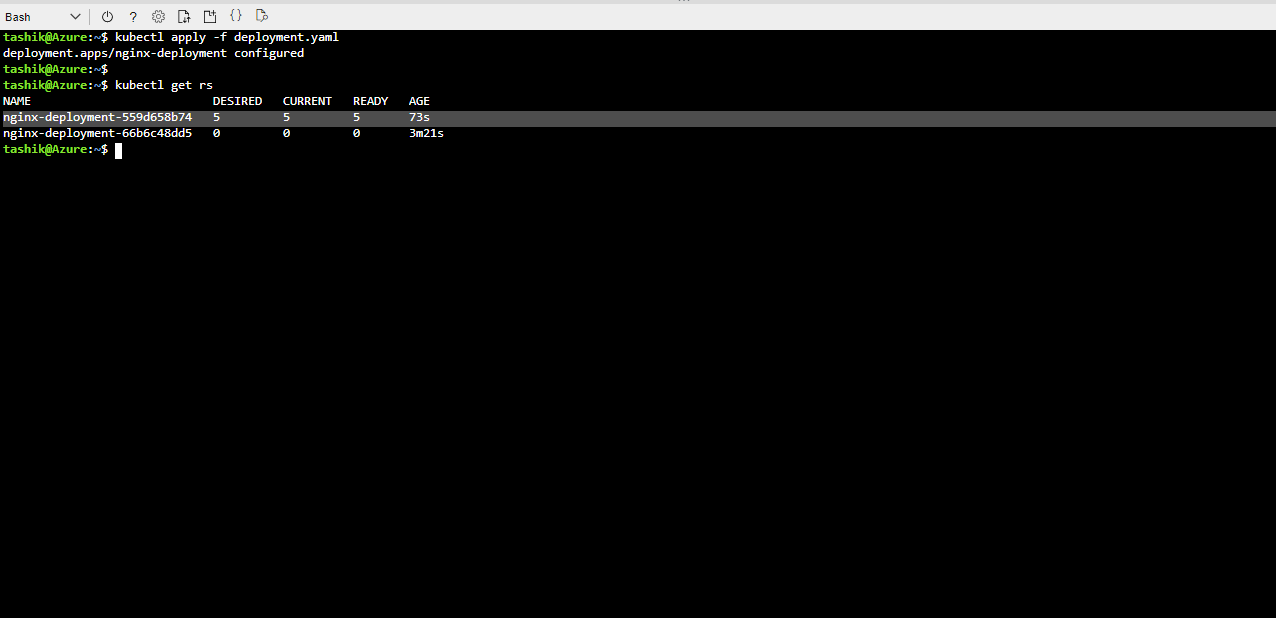 Bash ?  {}
tashik@Azure:~$ kubectl apply -f deployment.yaml
deployment.apps/nginx-deployment configured
tashik@Azure:~$
tashik@Azure:~$ kubectl get rs
NAME                          DESIRED   CURRENT   READY   AGE
nginx-deployment-559d658b74   5         5         5       73s
nginx-deployment-66b6c48dd5   0         0         0       3m21s
tashik@Azure:~$